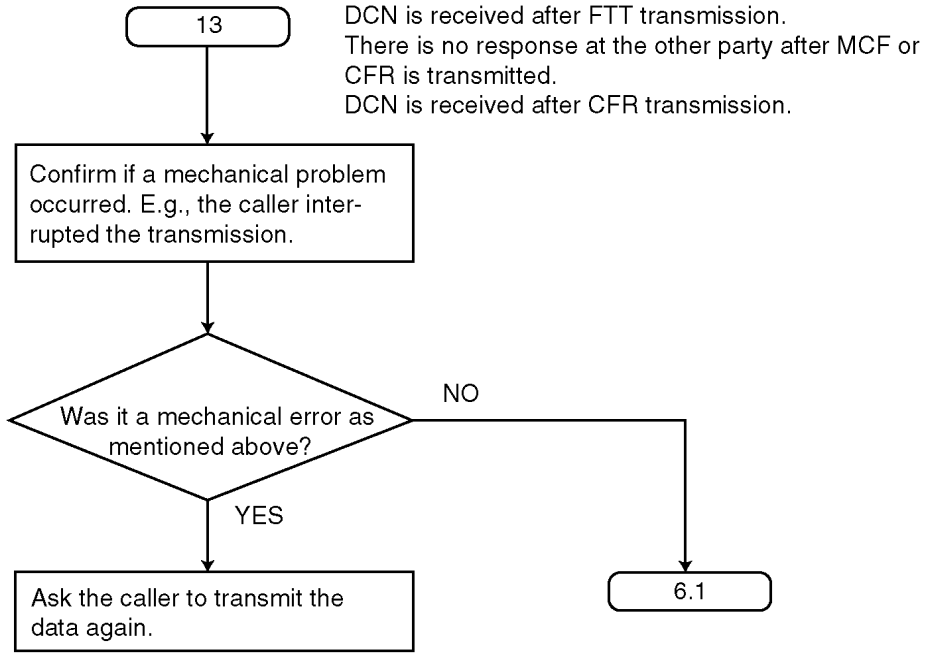 13
DCN is received after FTT transmission.
There is no response at the other party after MCF or
CFR is transmitted.
DCN is received after CFR transmission.
Confirm if a mechanical problem
occurred. E.g., the caller inter-
rupted the transmission.
Was it a mechanical error as
mentioned above?
NO
YES
Ask the caller to transmit the
data again.
6.1